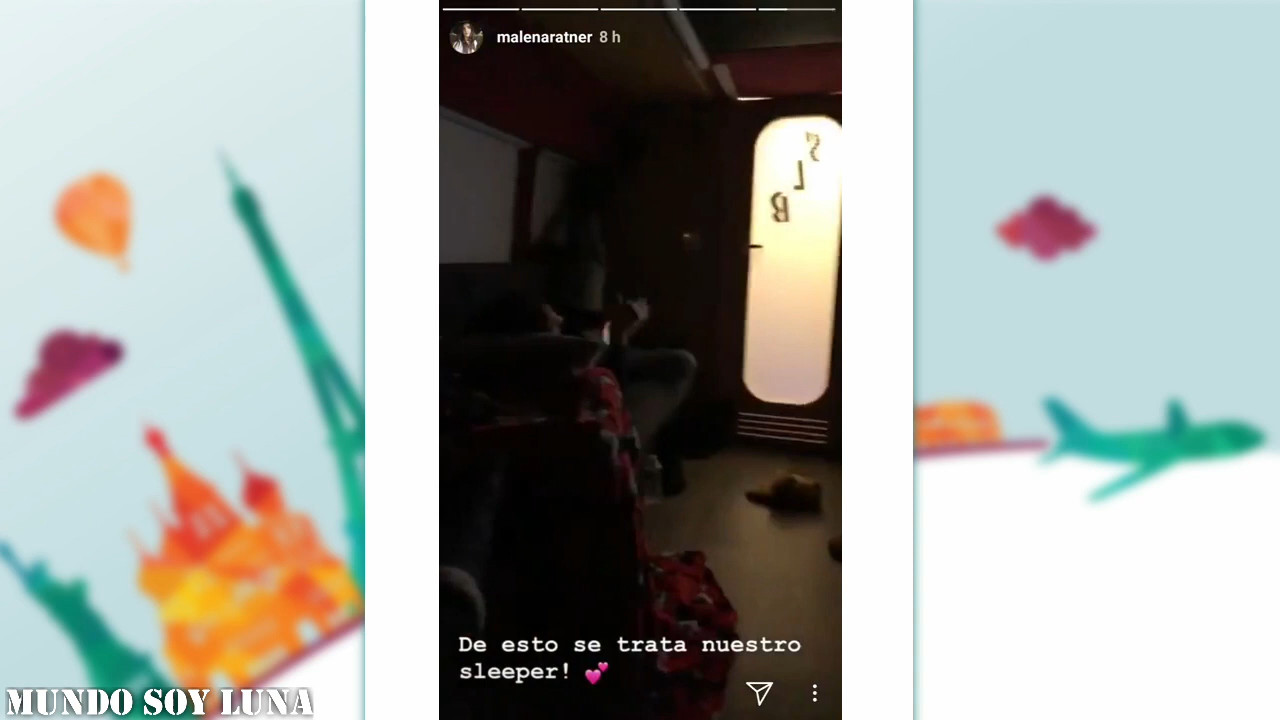 malenaratner 8 h
S
L
B
De esto se trata nuestro
sleeper! 💕
MUNDO SOY LUNA